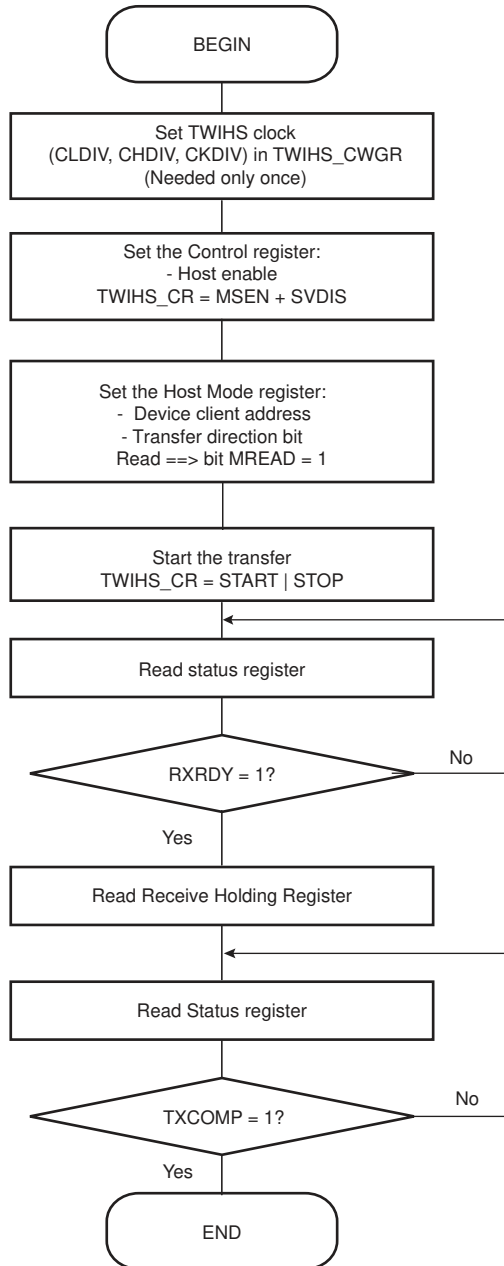 BEGIN
Set TWIHS clock
(CLDIV, CHDIV, CKDIV) in TWIHS_CWGR
(Needed only once)
Set the Control register:
- Host enable
TWIHS_CR = MSEN + SVDIS
Set the Host Mode register:
- Device client address
- Transfer direction bit
Read ==> bit MREAD = 1
Start the transfer
TWIHS_CR = START | STOP
Read status register
RXRDY = 1?
No
Yes
Read Receive Holding Register
Read Status register
TXCOMP = 1?
No
Yes
END